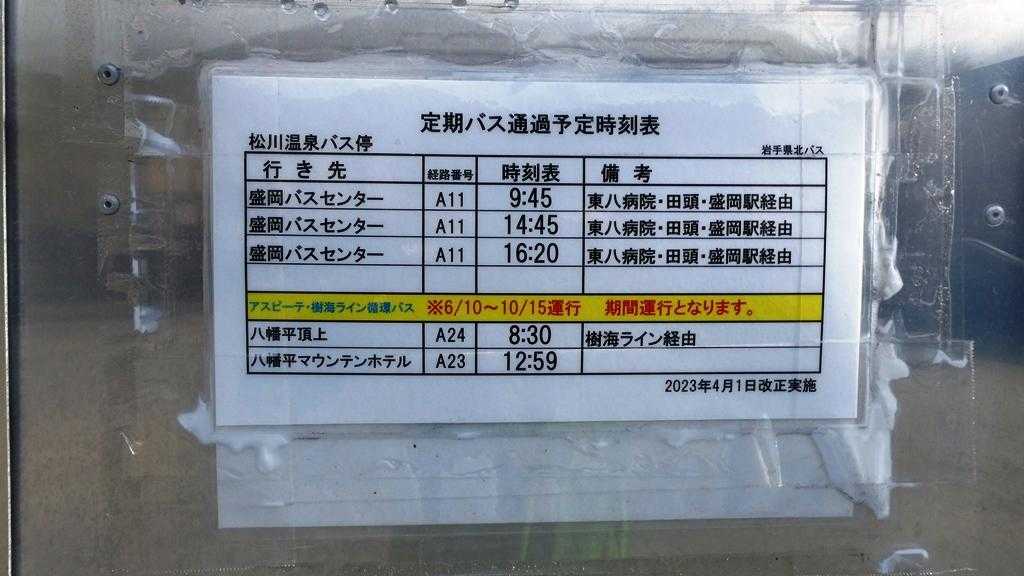 定期バス通過予定時刻表
松川温泉バス停
岩手県北バス
行き先 経路番号 時刻表 備考
盛岡バスセンター A11 9:45 東八病院・田頭・盛岡駅経由
盛岡バスセンター A11 14:45 東八病院・田頭・盛岡駅経由
盛岡バスセンター A11 16:20 東八病院・田頭・盛岡駅経由
アスピーテ・樹海ライン循環バス ※6/10～10/15運行 期間運行となります。
八幡平頂上 A24 8:30 樹海ライン経由
八幡平マウンテンホテル A23 12:59
2023年4月1日改正実施